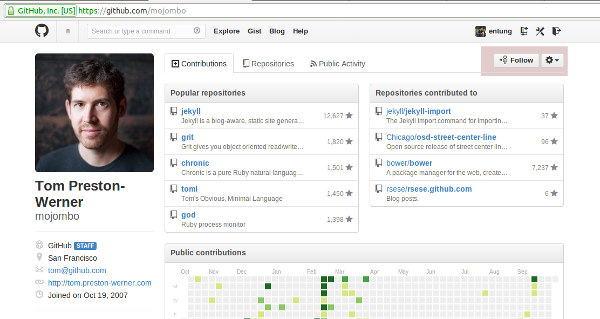 GitHub, Inc. [US] https://github.com/mojombo
Search or type a command
Explore Gist Blog Help
entung
Contributions Repositories Public Activity
Follow
Tom Preston-
Werner
mojombo
GitHub STAFF
San Francisco
tom@github.com
http://tom.preston-werner.com
Joined on Oct 19, 2007
Popular repositories
jekyll
Jekyll is a blog-aware, static site genera...
12,627
grit
Grit gives you object oriented read/write...
1,820
chronic
Chronic is a pure Ruby natural languag...
1,501
toml
Tom's Obvious, Minimal Language
1,450
god
Ruby process monitor
1,398
Repositories contributed to
jekyll/jekyll-import
The Jekyll import command for importin...
37
Chicago/osd-street-center-line
Open source release of street center-lin...
96
bower/bower
A package manager for the web, create...
7,237
rsese/rsese.github.com
Blog posts.
6
Public contributions
Oct Nov Dec Jan Feb Mar Apr May Jun Jul Aug Sep
M
W
F